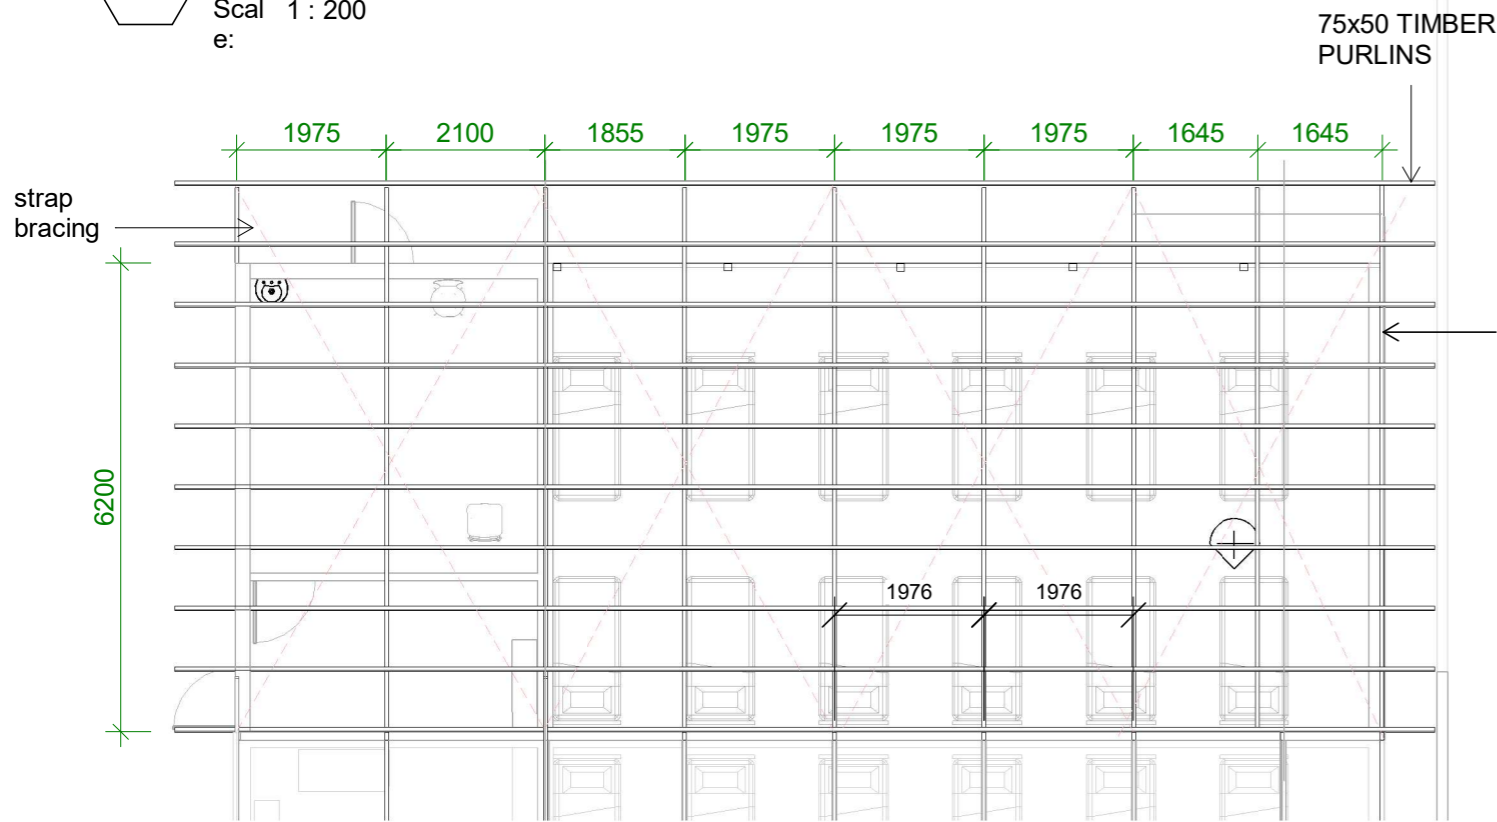 Scal 1 : 200
e:
75x50 TIMBER
PURLINS
1975 2100 1855 1975 1975 1975 1645 1645
strap
bracing
6200
1976 1976